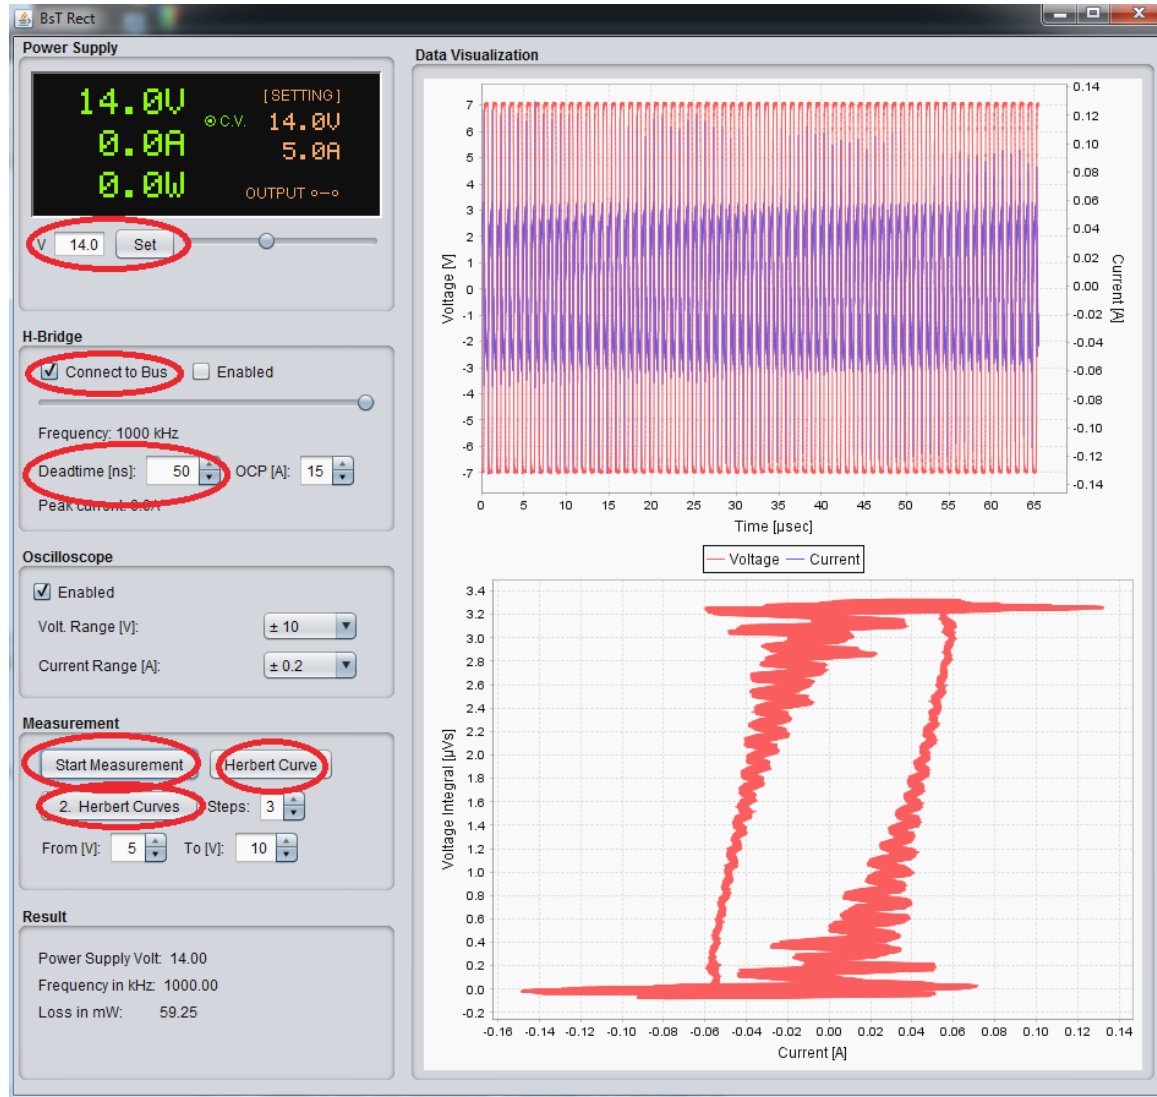 BsT Rect
Power Supply
14.0V
0.0A
0.0W
C.V.
[SETTING]
14.0V
5.0A
OUTPUT
V 14.0 Set
H-Bridge
Connect to Bus Enabled
Frequency: 1000 kHz
Deadtime [ns]: 50 OCP [A]: 15
Peak current: 0.0A
Oscilloscope
Enabled
Volt. Range [V]: ± 10
Current Range [A]: ± 0.2
Measurement
Start Measurement Herbert Curve
2. Herbert Curves Steps: 3
From [V]: 5 To [V]: 10
Result
Power Supply Volt: 14.00
Frequency in kHz: 1000.00
Loss in mW: 59.25
Data Visualization
Voltage [V]
7
6
5
4
3
2
1
0
-1
-2
-3
-4
-5
-6
-7
0.14
0.12
0.10
0.08
0.06
0.04
0.02
0.00
-0.02
-0.04
-0.06
-0.08
-0.10
-0.12
-0.14
Current [A]
0 5 10 15 20 25 30 35 40 45 50 55 60 65
Time [µsec]
Voltage Current
Voltage Integral [µVs]
3.4
3.2
3.0
2.8
2.6
2.4
2.2
2.0
1.8
1.6
1.4
1.2
1.0
0.8
0.6
0.4
0.2
0.0
-0.2
-0.16 -0.14 -0.12 -0.10 -0.08 -0.06 -0.04 -0.02 0.00 0.02 0.04 0.06 0.08 0.10 0.12 0.14
Current [A]